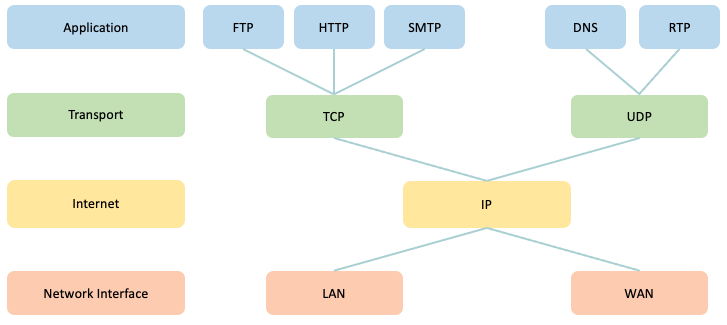 Application
FTP
HTTP
SMTP
DNS
RTP
Transport
TCP
UDP
Internet
IP
Network Interface
LAN
WAN